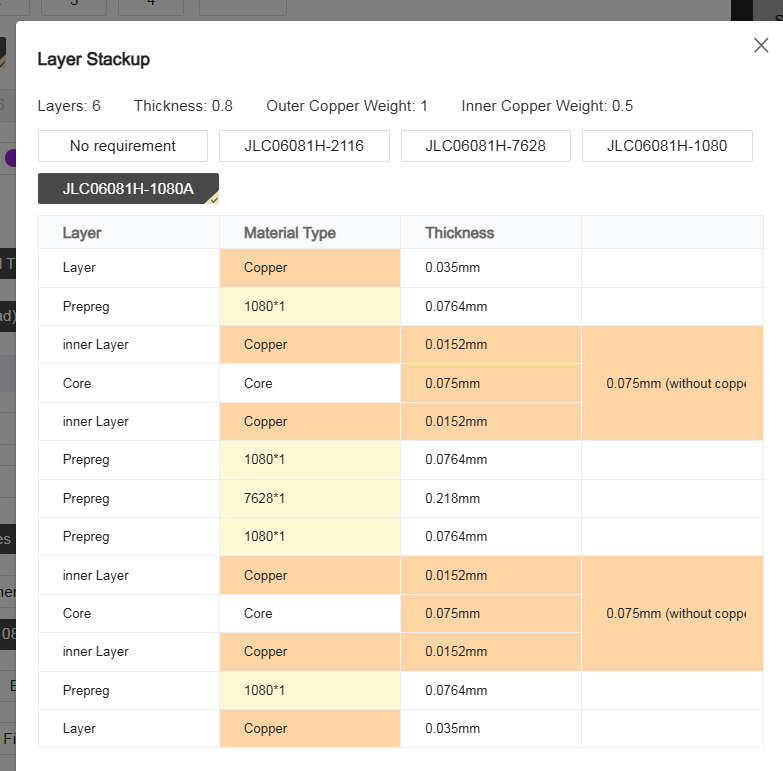 3 4
Layer Stackup
Layers: 6 Thickness: 0.8 Outer Copper Weight: 1 Inner Copper Weight: 0.5
No requirement JLC06081H-2116 JLC06081H-7628 JLC06081H-1080
JLC06081H-1080A
Layer Material Type Thickness
Layer Copper 0.035mm
Prepreg 1080*1 0.0764mm
inner Layer Copper 0.0152mm
Core Core 0.075mm 0.075mm (without coppe
inner Layer Copper 0.0152mm
Prepreg 1080*1 0.0764mm
Prepreg 7628*1 0.218mm
Prepreg 1080*1 0.0764mm
inner Layer Copper 0.0152mm
Core Core 0.075mm 0.075mm (without coppe
inner Layer Copper 0.0152mm
Prepreg 1080*1 0.0764mm
Layer Copper 0.035mm